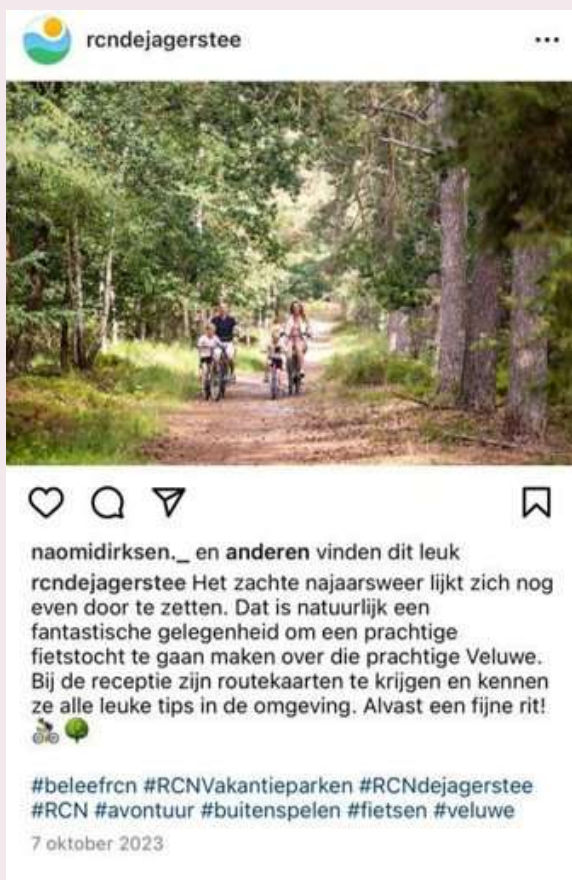 rcndejagerstee
naomidirksen._ en anderen vinden dit leuk
rcndejagerstee Het zachte najaarsweer lijkt zich nog
even door te zetten. Dat is natuurlijk een
fantastische gelegenheid om een prachtige
fietstocht te gaan maken over die prachtige Veluwe.
Bij de receptie zijn routekaarten te krijgen en kennen
ze alle leuke tips in de omgeving. Alvast een fijne rit!
🚴🌳
#beleefrcn #RCNVakantieparken #RCNdejagerstee
#RCN #avontuur #buitenspelen #fietsen #veluwe
7 oktober 2023